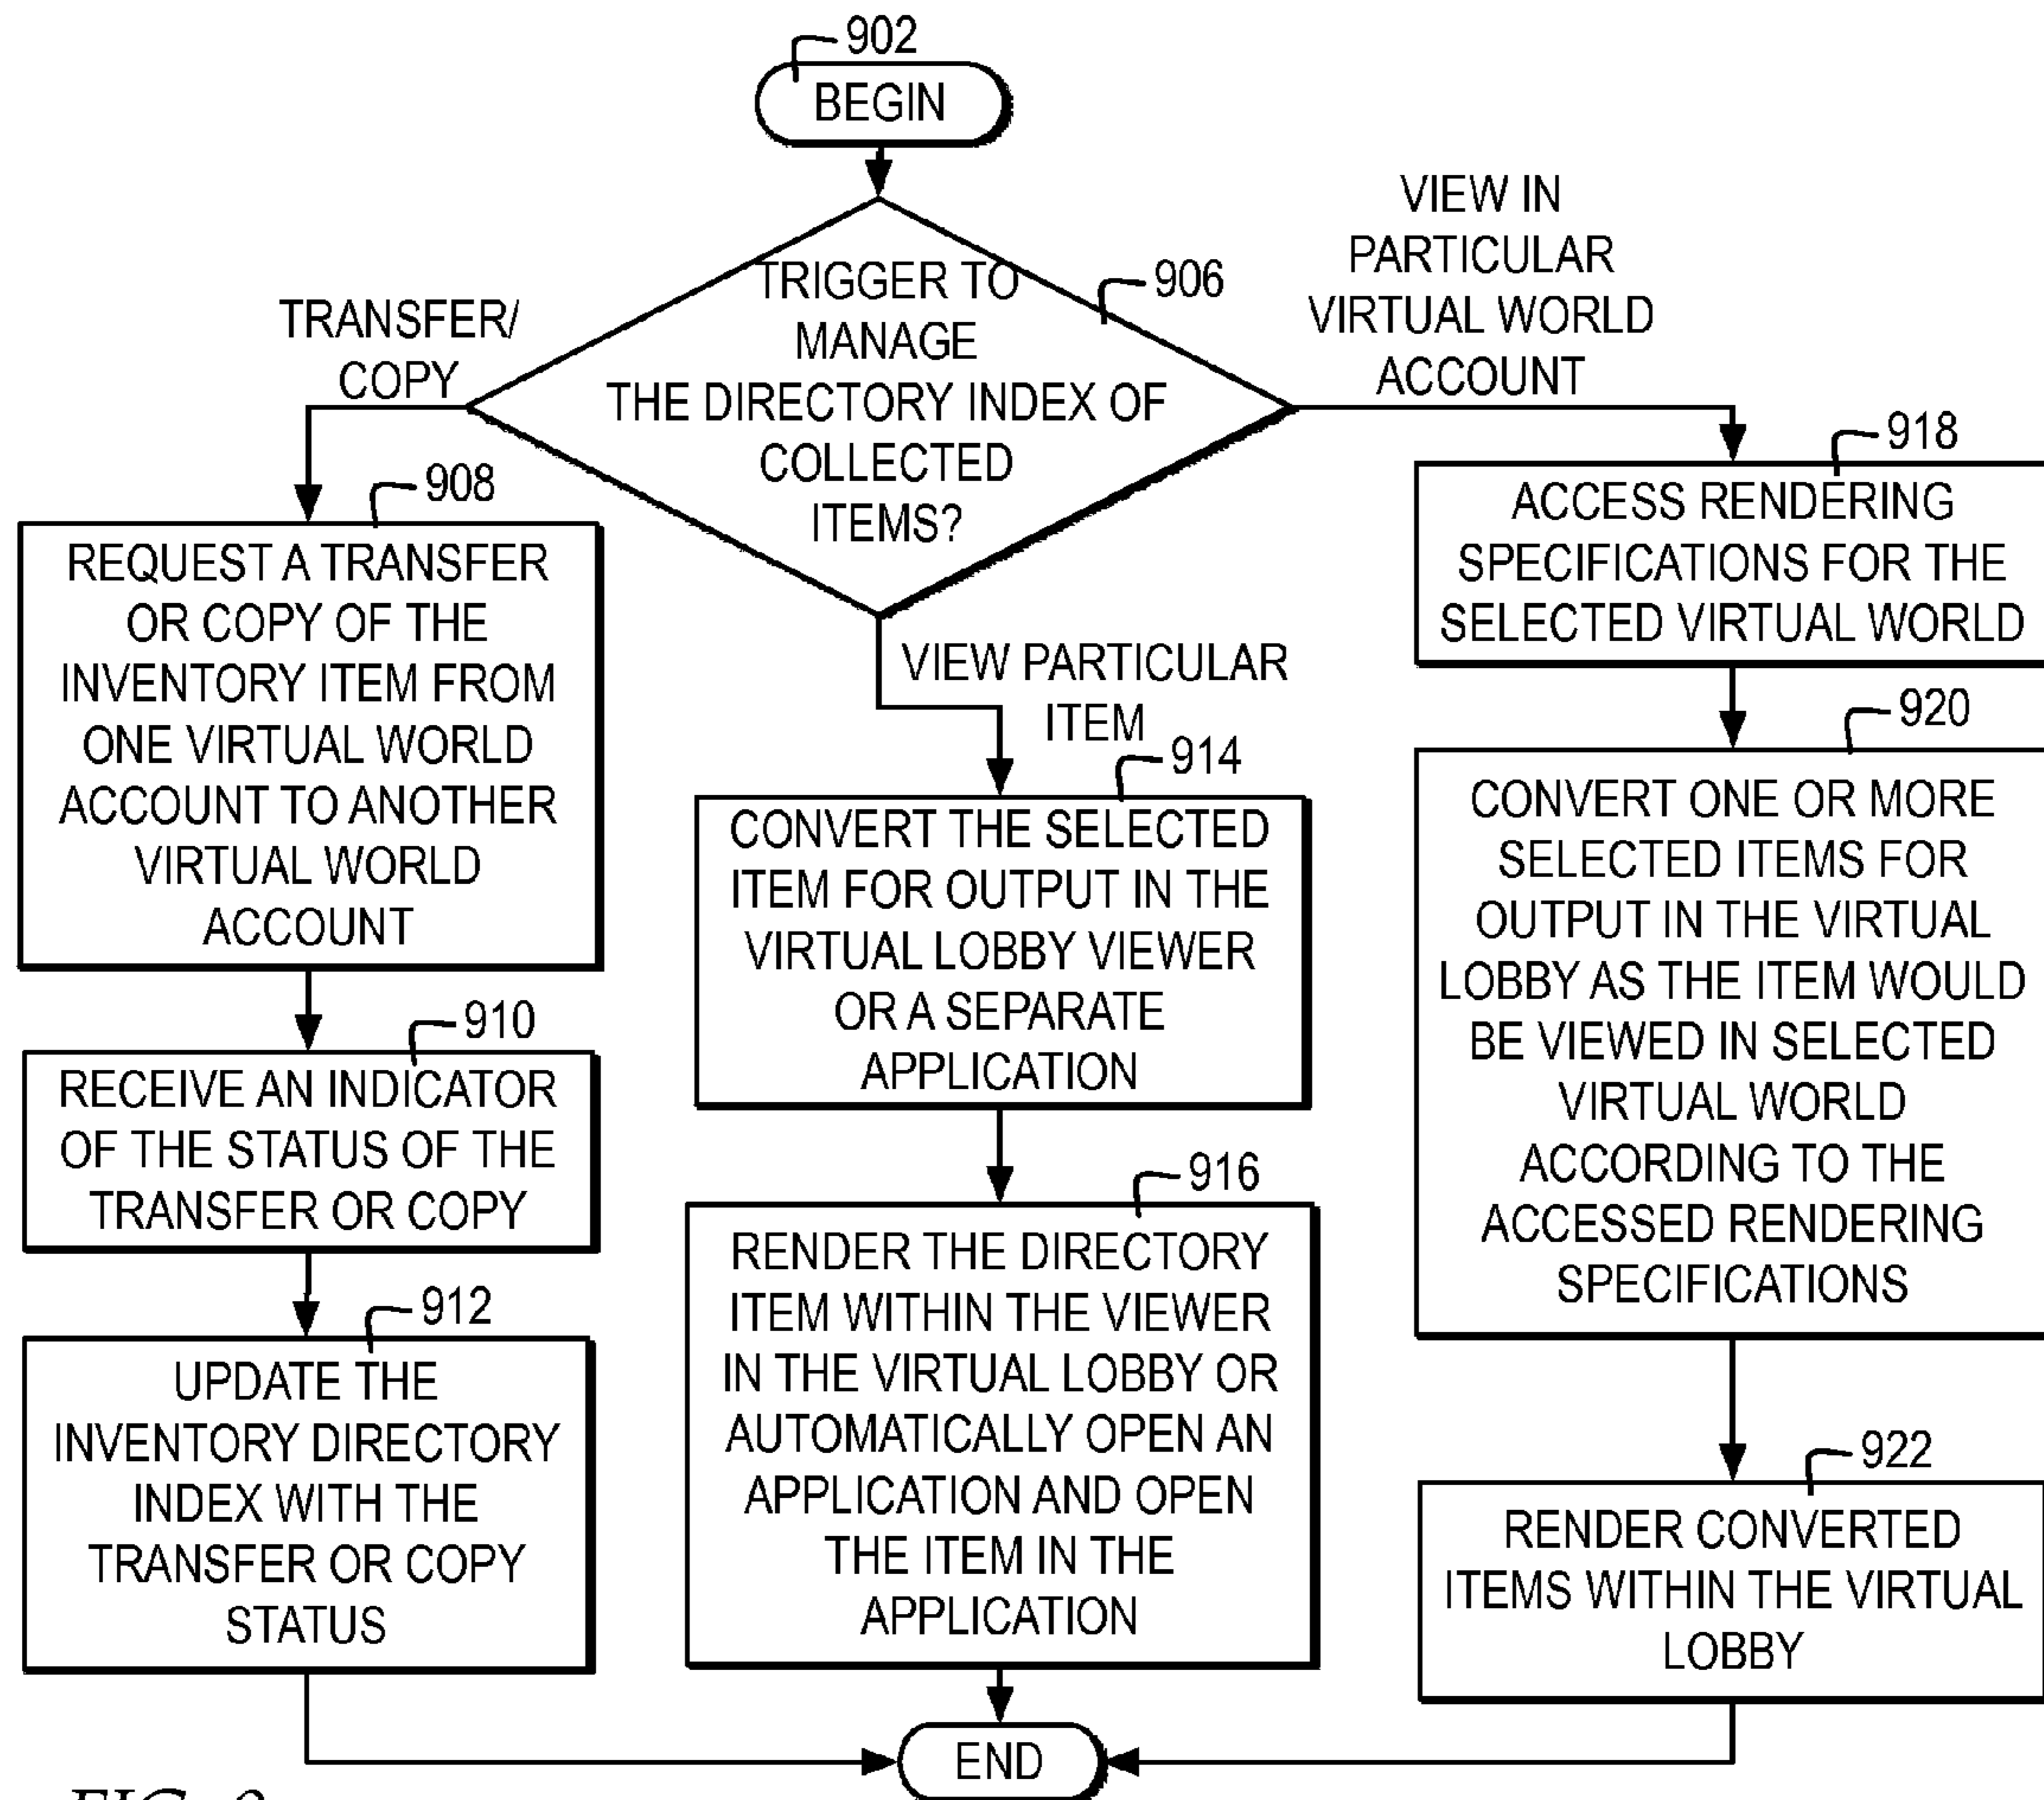 902
BEGIN
TRIGGER TO
MANAGE
THE DIRECTORY INDEX OF
COLLECTED
ITEMS?
906
TRANSFER/
COPY
VIEW IN
PARTICULAR
VIRTUAL WORLD
ACCOUNT
VIEW PARTICULAR
ITEM
908
REQUEST A TRANSFER
OR COPY OF THE
INVENTORY ITEM FROM
ONE VIRTUAL WORLD
ACCOUNT TO ANOTHER
VIRTUAL WORLD
ACCOUNT
910
RECEIVE AN INDICATOR
OF THE STATUS OF THE
TRANSFER OR COPY
912
UPDATE THE
INVENTORY DIRECTORY
INDEX WITH THE
TRANSFER OR COPY
STATUS
914
CONVERT THE SELECTED
ITEM FOR OUTPUT IN THE
VIRTUAL LOBBY VIEWER
OR A SEPARATE
APPLICATION
916
RENDER THE DIRECTORY
ITEM WITHIN THE VIEWER
IN THE VIRTUAL LOBBY OR
AUTOMATICALLY OPEN AN
APPLICATION AND OPEN
THE ITEM IN THE
APPLICATION
918
ACCESS RENDERING
SPECIFICATIONS FOR THE
SELECTED VIRTUAL WORLD
920
CONVERT ONE OR MORE
SELECTED ITEMS FOR
OUTPUT IN THE VIRTUAL
LOBBY AS THE ITEM WOULD
BE VIEWED IN SELECTED
VIRTUAL WORLD
ACCORDING TO THE
ACCESSED RENDERING
SPECIFICATIONS
922
RENDER CONVERTED
ITEMS WITHIN THE VIRTUAL
LOBBY
END